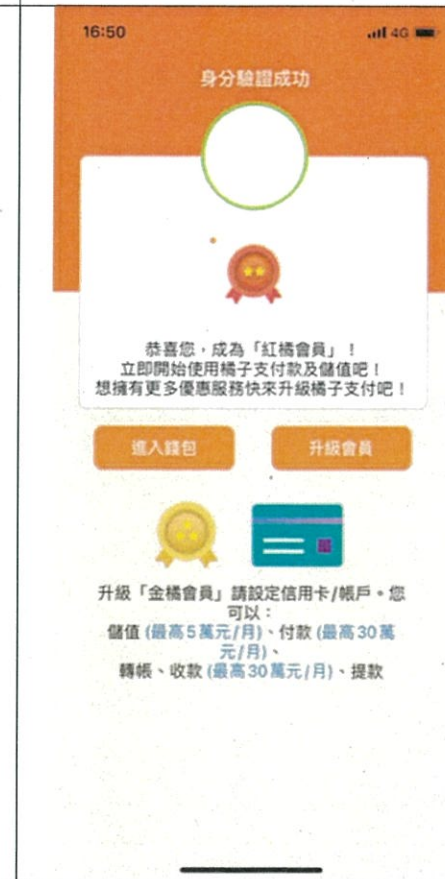 16:50
4G
身分驗證成功
恭喜您，成為「紅橘會員」！
立即開始使用橘子支付款及儲值吧！
想擁有更多優惠服務快來升級橘子支付吧！
進入錢包
升級會員
升級「金橘會員」請設定信用卡/帳戶。您
可以：
儲值 (最高5萬元/月)、付款 (最高30萬
元/月)、
轉帳、收款 (最高30萬元/月)、提款